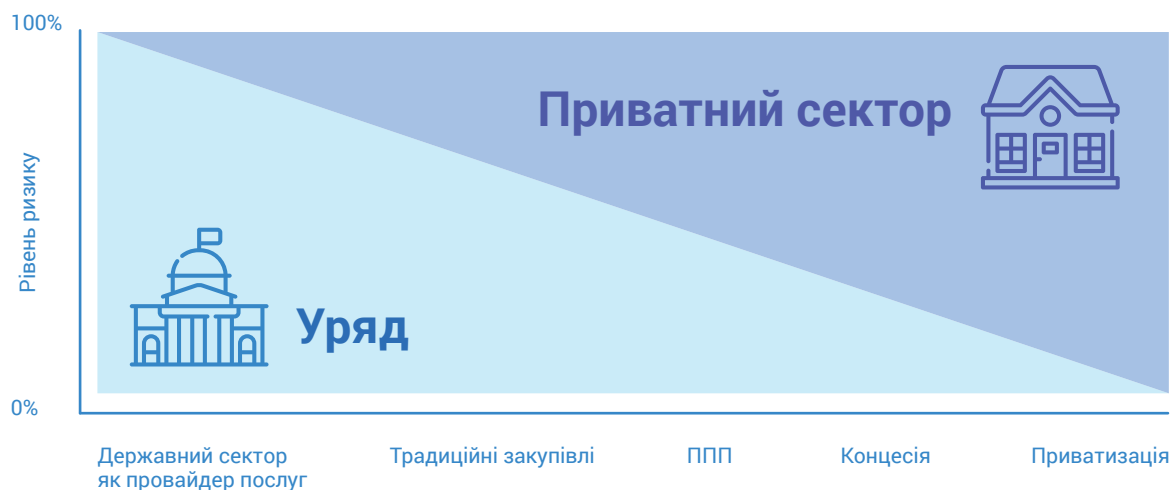 100%
Приватний сектор
Рівень ризику
Уряд
0%
Державний сектор
як провайдер послуг
Традиційні закупівлі
ППП
Концесія
Приватизація